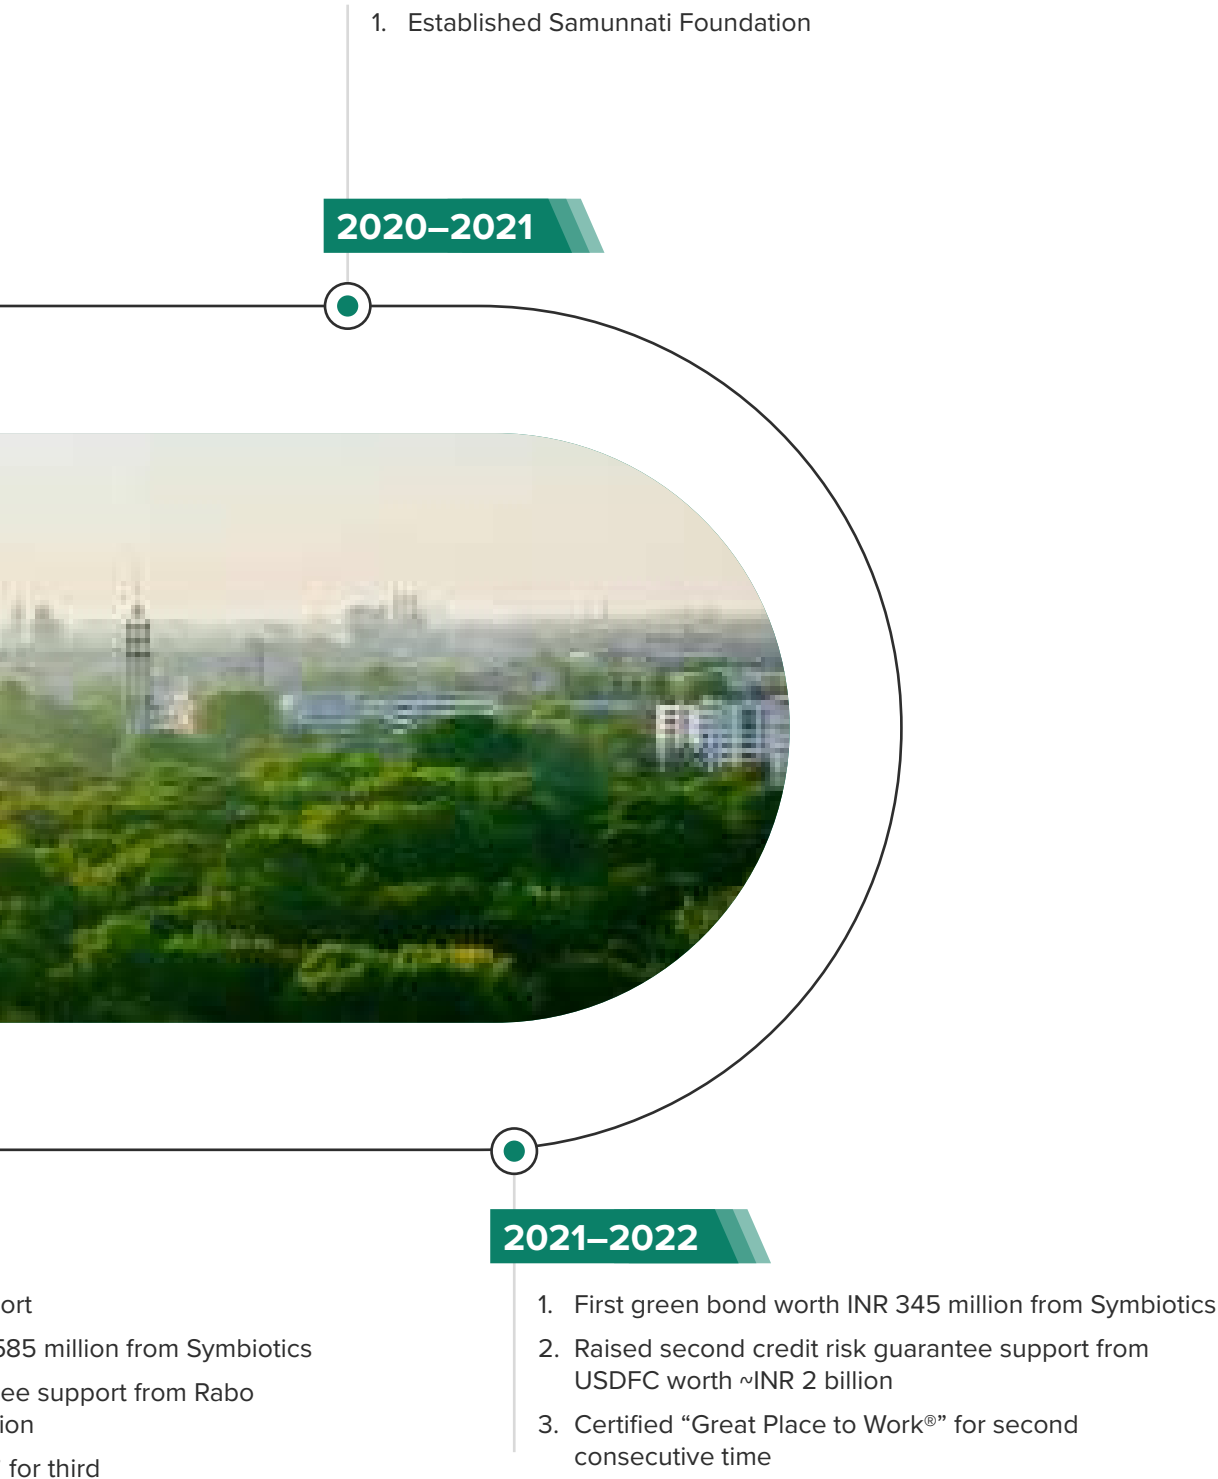 1. Established Samunnati Foundation
2020–2021
2021–2022
ort
585 million from Symbiotics
ee support from Rabo
ion
for third
1. First green bond worth INR 345 million from Symbiotics
2. Raised second credit risk guarantee support from
USDFC worth ~INR 2 billion
3. Certified “Great Place to Work®” for second
consecutive time